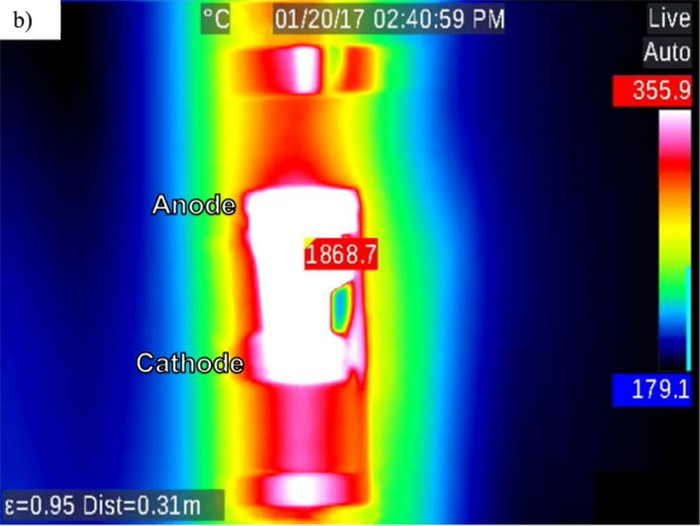 b)
°C
01/20/17 02:40:59 PM
Live
Auto
355.9
Anode
1868.7
Cathode
179.1
ε=0.95 Dist=0.31m